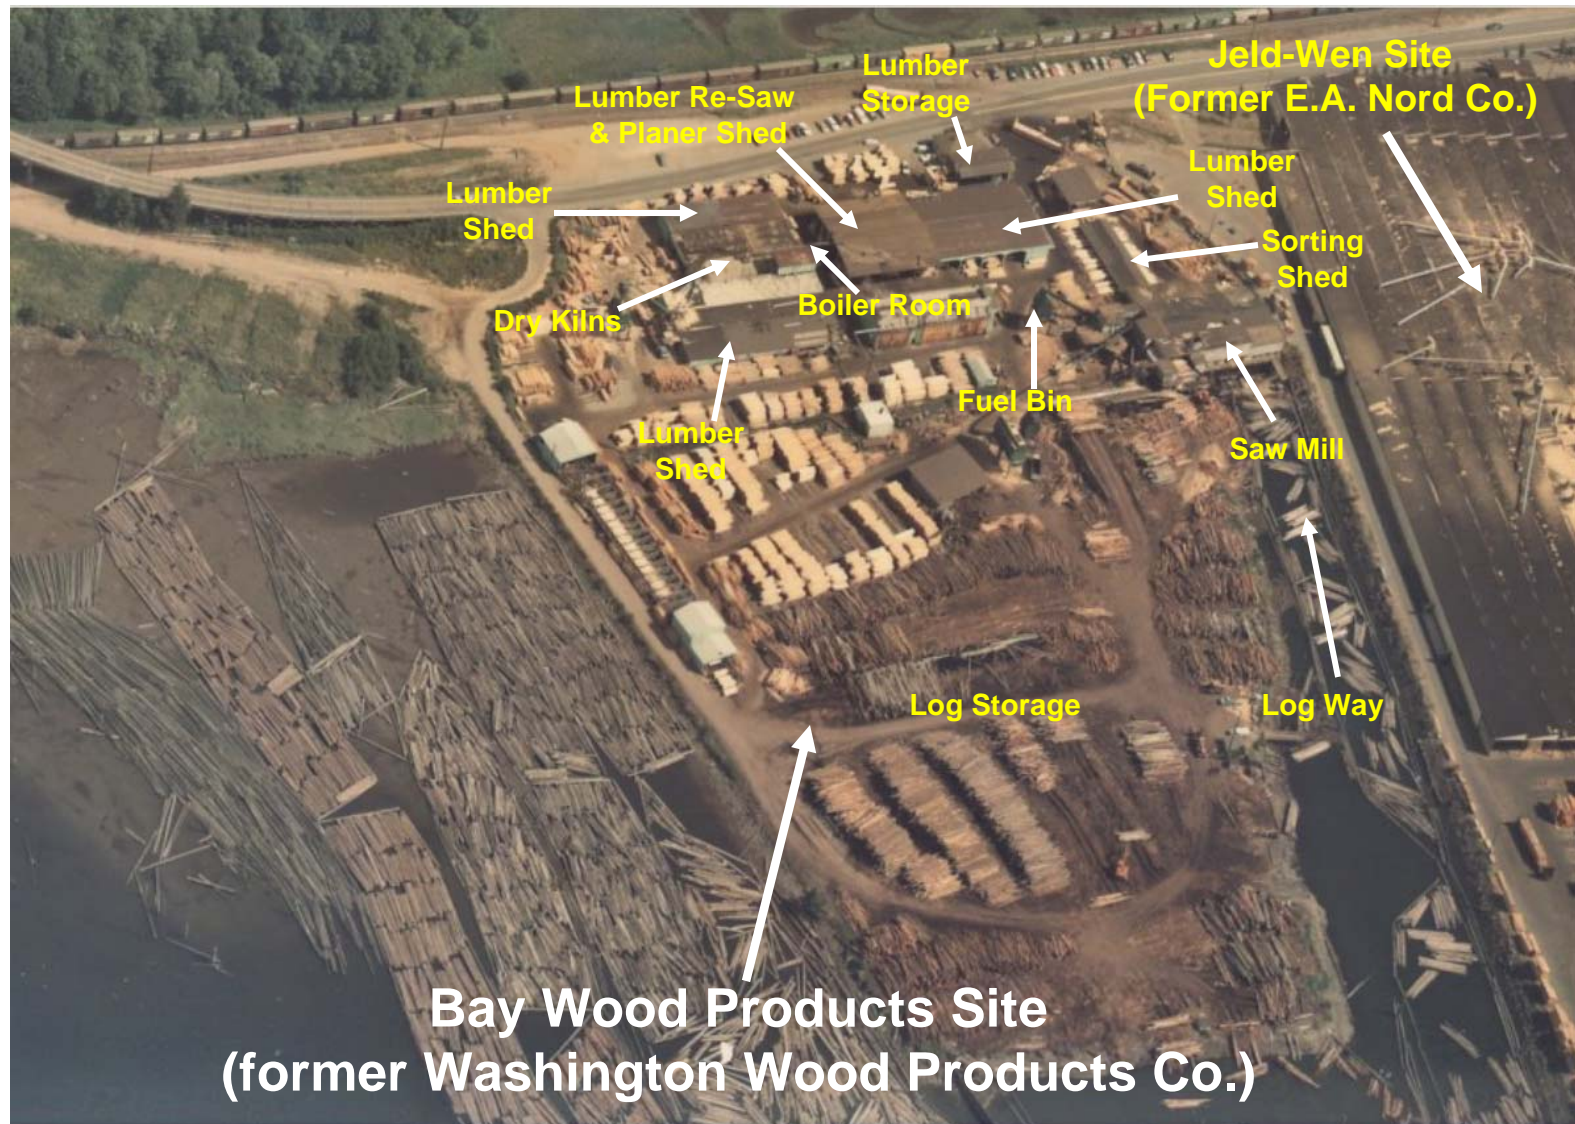 Jeld-Wen Site
(Former E.A. Nord Co.)
Lumber
Storage
Lumber Re-Saw
& Planer Shed
Lumber
Shed
Lumber
Shed
Sorting
Shed
Dry Kilns
Boiler Room
Fuel Bin
Lumber
Shed
Saw Mill
Log Storage
Log Way
Bay Wood Products Site
(former Washington Wood Products Co.)